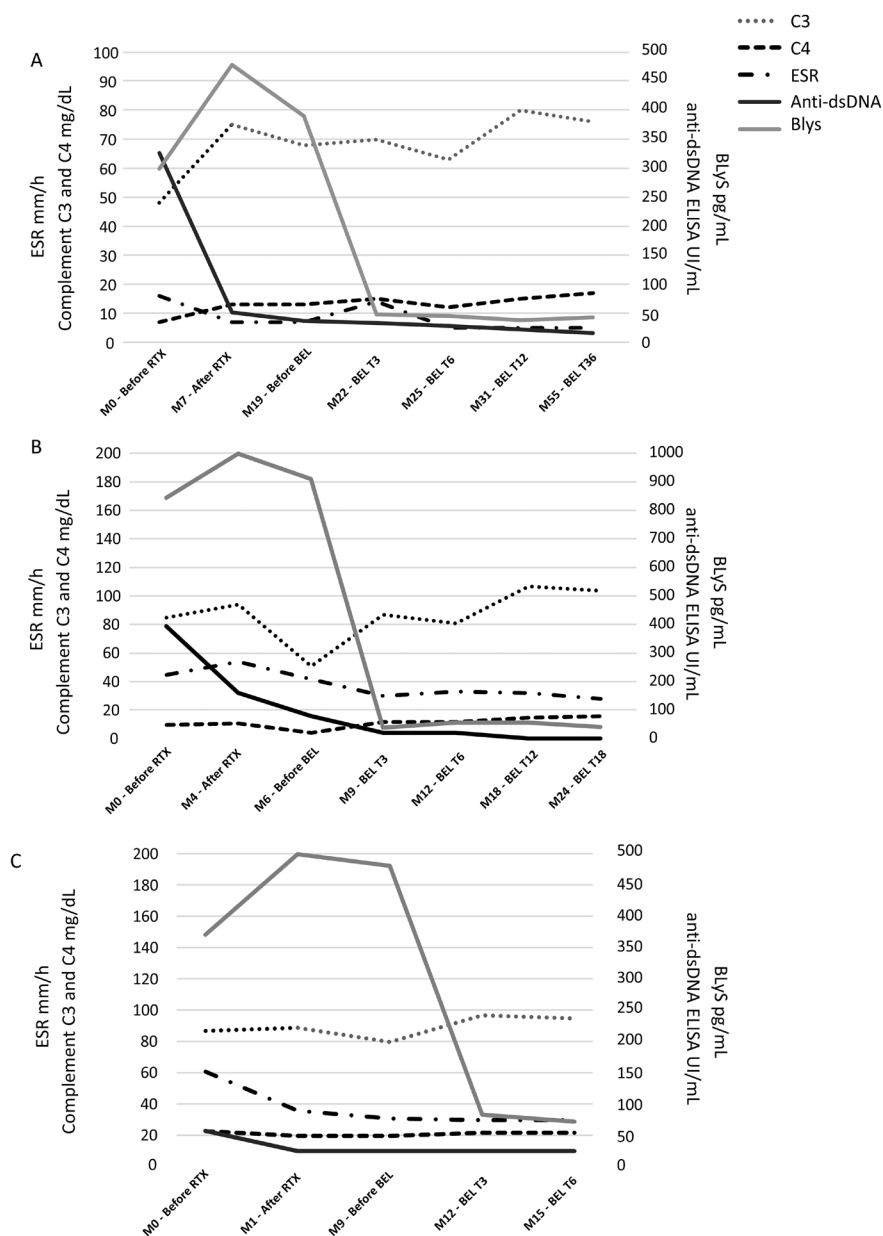 C3
C4
ESR
Anti-dsDNA
Blys
A
ESR mm/h
Complement C3 and C4 mg/dL
100
90
80
70
60
50
40
30
20
10
0
500
450
400
350
300
250
200
150
100
50
0
BLyS pg/mL
anti-dsDNA ELISA UI/mL
M0 - Before RTX
M7 - After RTX
M19 - Before BEL
M22 - BEL T3
M25 - BEL T6
M31 - BEL T12
M55 - BEL T36
B
ESR mm/h
Complement C3 and C4 mg/dL
200
180
160
140
120
100
80
60
40
20
0
1000
900
800
700
600
500
400
300
200
100
0
BLyS pg/mL
anti-dsDNA ELISA UI/mL
M0 - Before RTX
M4 - After RTX
M6 - Before BEL
M9 - BEL T3
M12 - BEL T6
M18 - BEL T12
M24 - BEL T18
C
ESR mm/h
Complement C3 and C4 mg/dL
200
180
160
140
120
100
80
60
40
20
0
500
450
400
350
300
250
200
150
100
50
0
BLyS pg/mL
anti-dsDNA ELISA UI/mL
M0 - Before RTX
M1 - After RTX
M9 - Before BEL
M12 - BEL T3
M15 - BEL T6